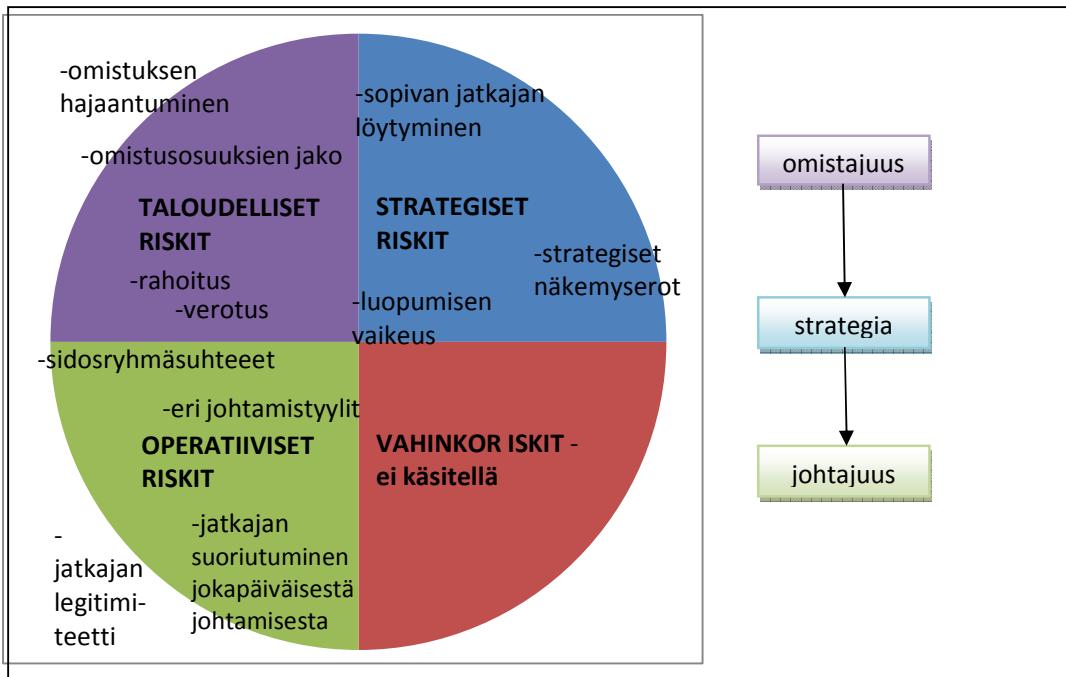 -omistuksen
hajaantuminen
-omistusosuuksien jako
TALOUDELLISET
RISKIT
-rahoitus
-verotus
-sopivan jatkajan
löytyminen
STRATEGISET
RISKIT
-strategiset
näkemyserot
-luopumisen
vaikeus
-sidosryhmäsuhteeet
-eri johtamistyylit
OPERATIIVISET
RISKIT
-jatkajan
suoriutuminen
jokapäiväisestä
johtamisesta
-
jatkajan
legitimi-
teetti
VAHINKOR ISKIT -
ei käsitellä
omistajuus
strategia
johtajuus